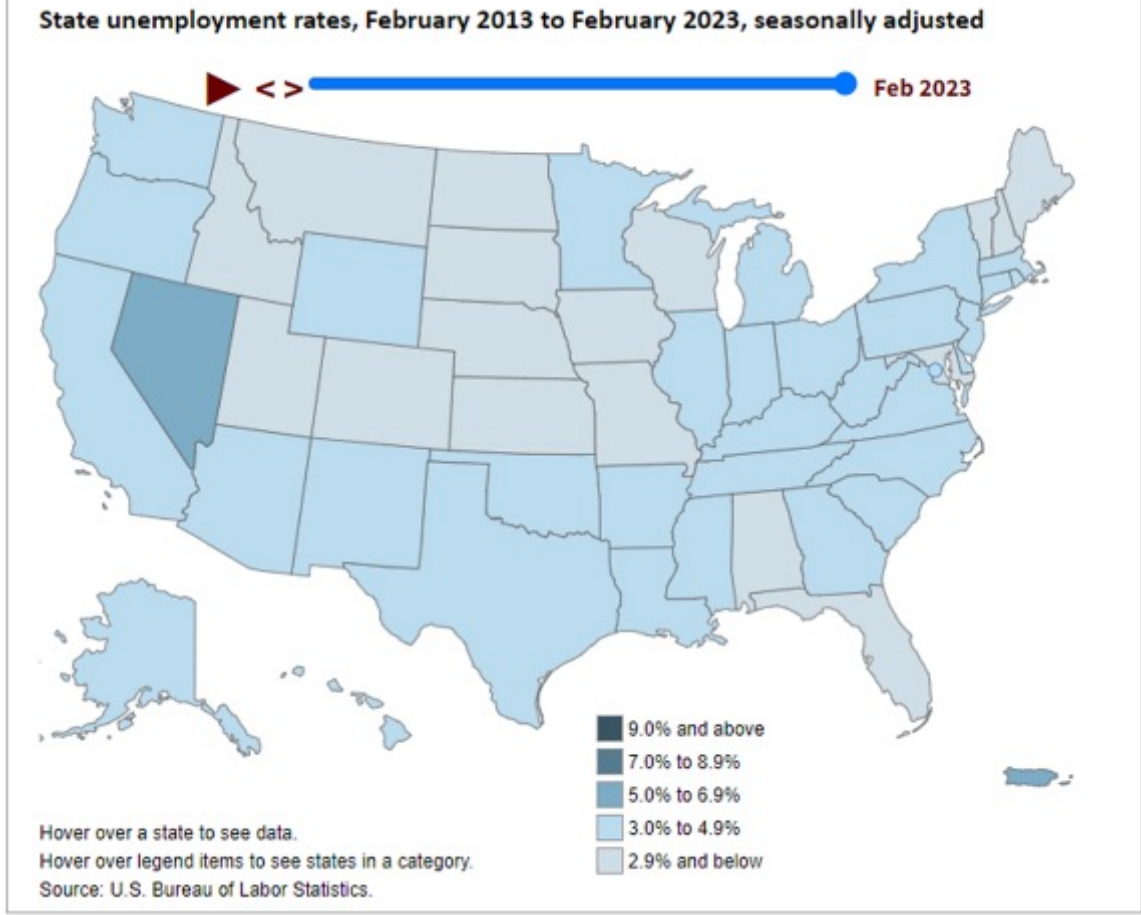 State unemployment rates, February 2013 to February 2023, seasonally adjusted
< > Feb 2023
9.0% and above
7.0% to 8.9%
5.0% to 6.9%
3.0% to 4.9%
2.9% and below
Hover over a state to see data.
Hover over legend items to see states in a category.
Source: U.S. Bureau of Labor Statistics.